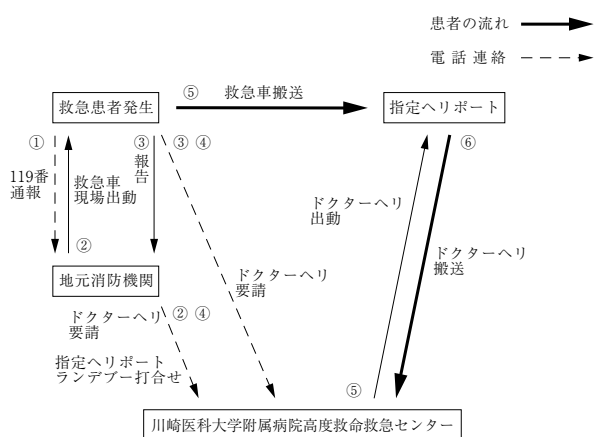 患者の流れ
電話連絡
⑤ 救急車搬送
救急患者発生
指定ヘリポート
① ③ ③ ④ ⑥
119番
通報
救急車
現場出動
報告
ドクターヘリ
出動
ドクターヘリ
搬送
②
地元消防機関
ドクターヘリ
要請
② ④
ドクターヘリ
要請
指定ヘリポート
ランデブー打合せ
⑤
川崎医科大学附属病院高度救命救急センター